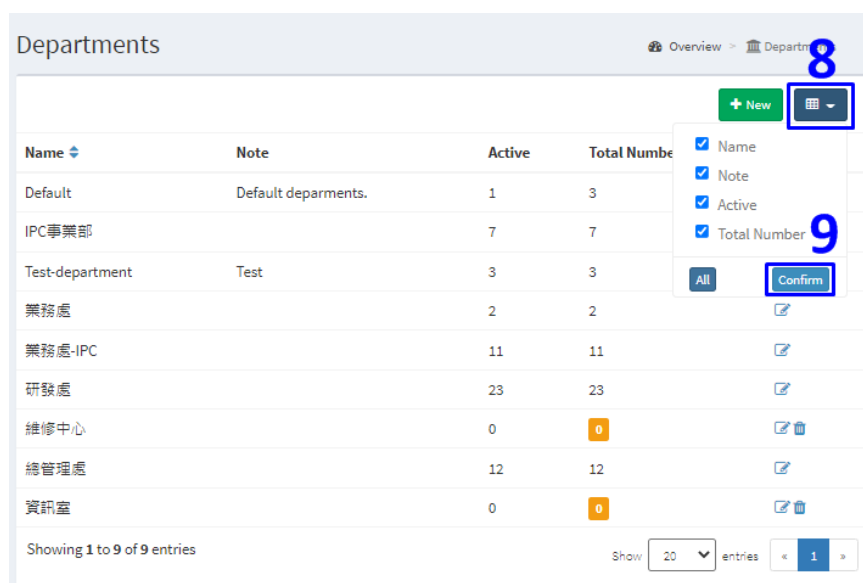 Departments
Overview > Departments
8
+ New
Name Note Active Total Numbe
Name
Note
Active
Total Number
9
All Confirm
Default Default deparments. 1 3
IPC事業部 7 7
Test-department Test 3 3
業務處 2 2
業務處-IPC 11 11
研發處 23 23
維修中心 0 0
總管理處 12 12
資訊室 0 0
Showing 1 to 9 of 9 entries
Show 20 entries « 1 »